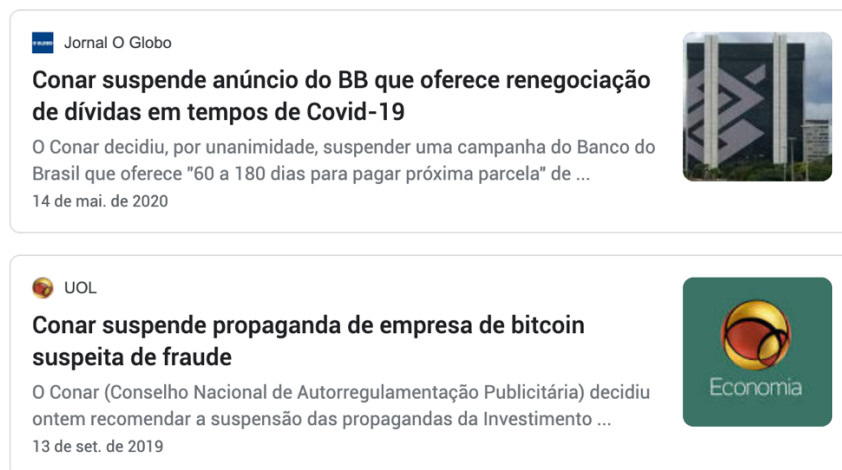 Jornal O Globo
Conar suspende anúncio do BB que oferece renegociação
de dívidas em tempos de Covid-19
O Conar decidiu, por unanimidade, suspender uma campanha do Banco do
Brasil que oferece "60 a 180 dias para pagar próxima parcela" de ...
14 de mai. de 2020
UOL
Conar suspende propaganda de empresa de bitcoin
suspeita de fraude
O Conar (Conselho Nacional de Autorregulamentação Publicitária) decidiu
ontem recomendar a suspensão das propagandas da Investimento ...
13 de set. de 2019
Economia